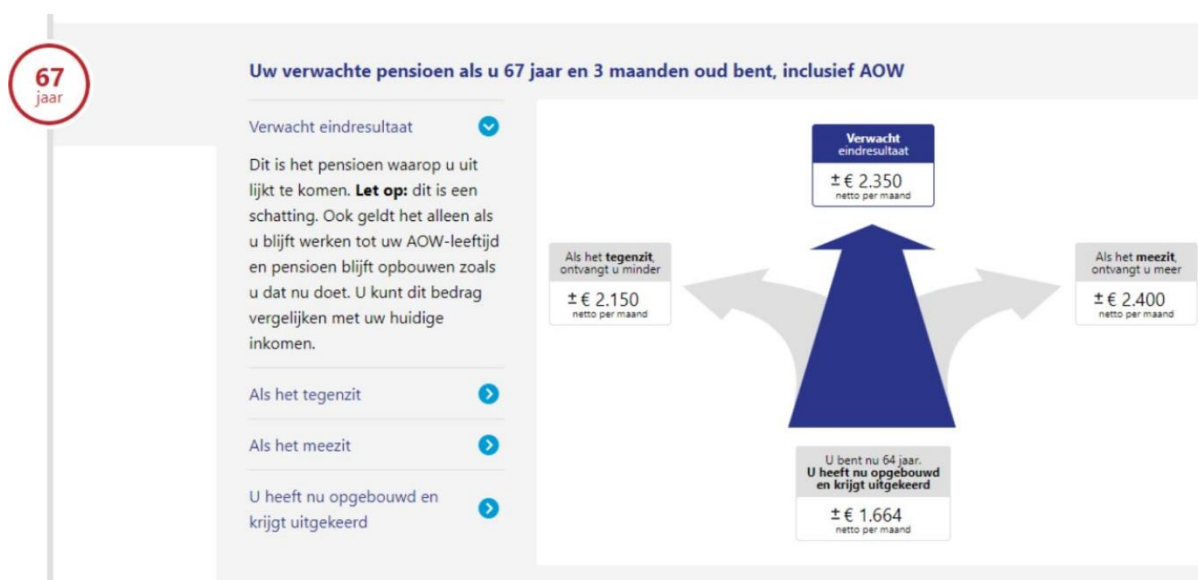 67
jaar
Uw verwachte pensioen als u 67 jaar en 3 maanden oud bent, inclusief AOW
Verwacht eindresultaat
Dit is het pensioen waarop u uit
lijkt te komen. Let op: dit is een
schatting. Ook geldt het alleen als
u blijft werken tot uw AOW-leeftijd
en pensioen blijft opbouwen zoals
u dat nu doet. U kunt dit bedrag
vergelijken met uw huidige
inkomen.
Als het tegenzit
Als het meezit
U heeft nu opgebouwd en
krijgt uitgekeerd
Verwacht
eindresultaat
± € 2.350
netto per maand
Als het tegenzit,
ontvangt u minder
± € 2.150
netto per maand
Als het meezit,
ontvangt u meer
± € 2.400
netto per maand
U bent nu 64 jaar.
U heeft nu opgebouwd
en krijgt uitgekeerd
± € 1.664
netto per maand